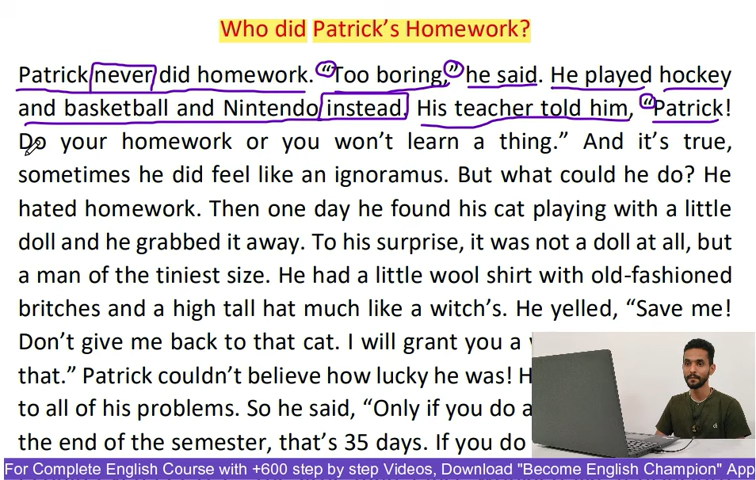 Who did Patrick's Homework?
Patrick never did homework. “Too boring,” he said. He played hockey
and basketball and Nintendo instead. His teacher told him, “Patrick!
Do your homework or you won't learn a thing.” And it's true,
sometimes he did feel like an ignoramus. But what could he do? He
hated homework. Then one day he found his cat playing with a little
doll and he grabbed it away. To his surprise, it was not a doll at all, but
a man of the tiniest size. He had a little wool shirt with old-fashioned
britches and a high tall hat much like a witch's. He yelled, “Save me!
Don't give me back to that cat. I will grant you a
that.” Patrick couldn't believe how lucky he was! H
to all of his problems. So he said, “Only if you do a
the end of the semester, that's 35 days. If you do
For Complete English Course with +600 step by step Videos, Download "Become English Champion" App